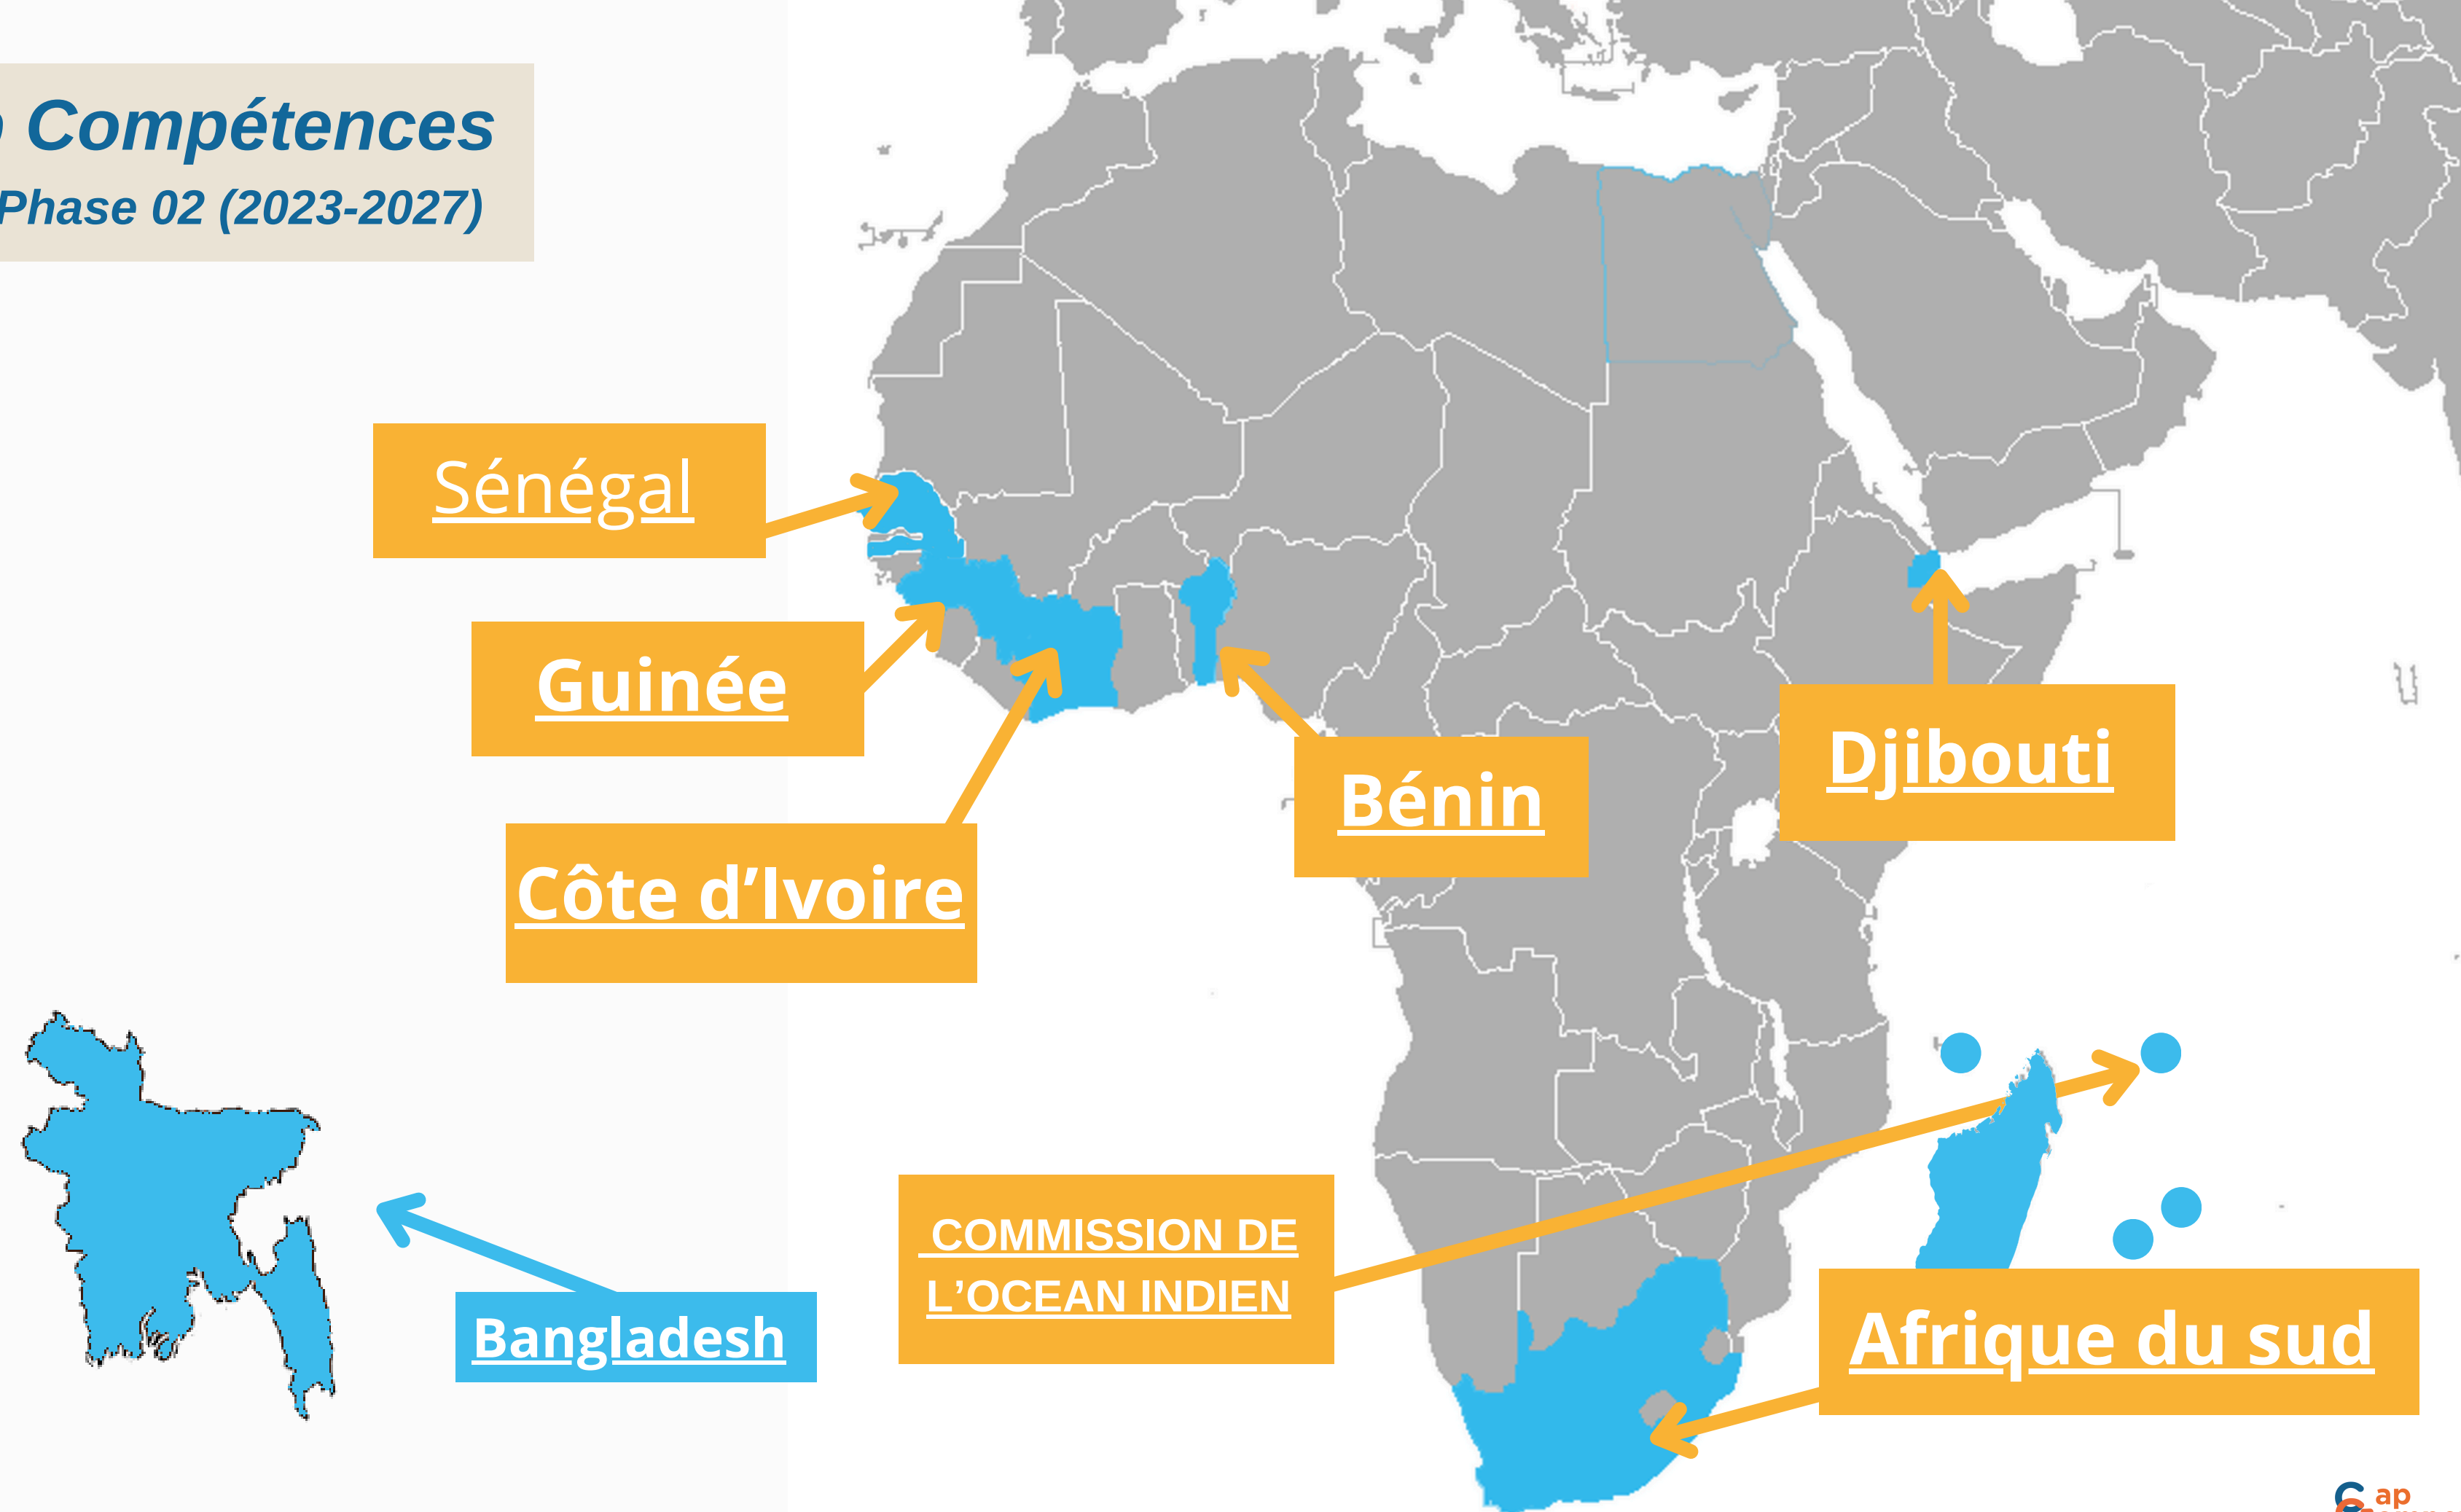 Compétences
Phase 02 (2023-2027)
Sénégal
Guinée
Côte d’Ivoire
Bénin
Djibouti
COMMISSION DE
L’OCEAN INDIEN
Bangladesh
Afrique du sud
ap